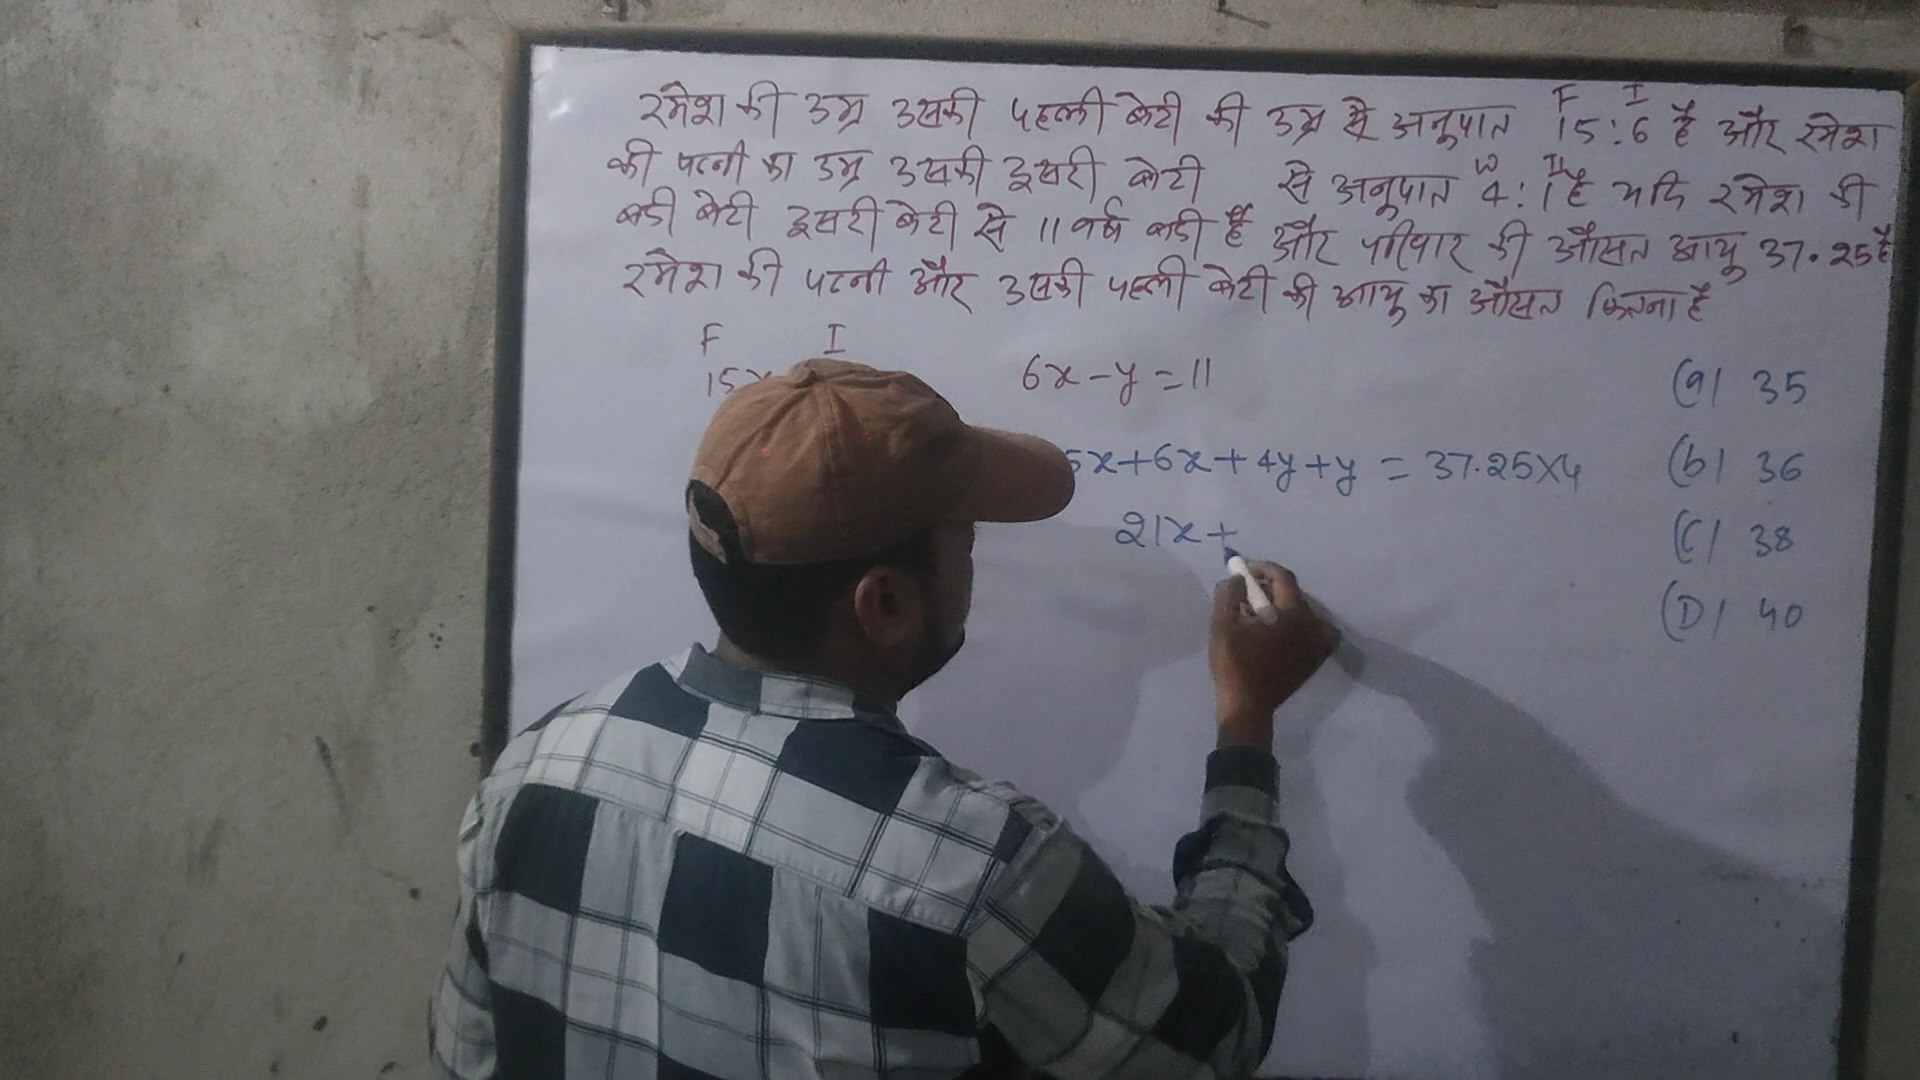 F I
रमेश की उम्र उसकी पहली बेटी की उम्र से अनुपात 15:6 है और रमेश
W II
की पत्नी का उम्र उसकी दूसरी बेटी से अनुपात 4:1 है यदि रमेश की
बडी बेटी दूसरी बेटी से 11 वर्ष बडी है और परिवार की औसत आयु 37.25 है
रमेश की पत्नी और उसकी पहली बेटी की आयु का औसत कितना है
F I
15x 6x-y=11 (a) 35
5x+6x+4y+y = 37.25X4 (b) 36
21x+ (C) 38
(D) 40